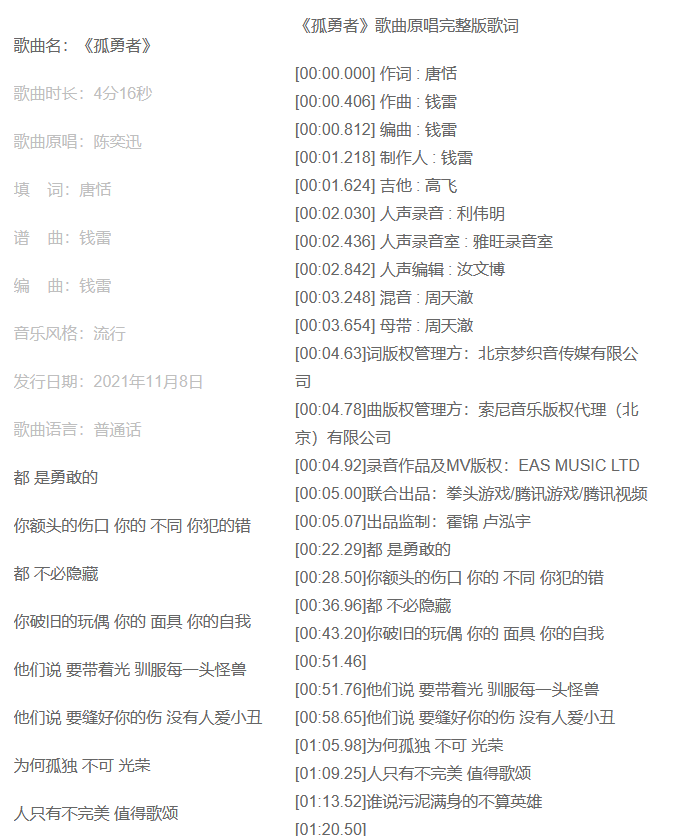 歌曲名：《孤勇者》
歌曲时长：4分16秒
歌曲原唱：陈奕迅
填 词：唐恬
谱 曲：钱雷
编 曲：钱雷
音乐风格：流行
发行日期：2021年11月8日
歌曲语言：普通话
都 是勇敢的
你额头的伤口 你的 不同 你犯的错
都 不必隐藏
你破旧的玩偶 你的 面具 你的自我
他们说 要带着光 驯服每一头怪兽
他们说 要缝好你的伤 没有人爱小丑
为何孤独 不可 光荣
人只有不完美 值得歌颂
《孤勇者》歌曲原唱完整版歌词
[00:00.000] 作词 : 唐恬
[00:00.406] 作曲 : 钱雷
[00:00.812] 编曲 : 钱雷
[00:01.218] 制作人 : 钱雷
[00:01.624] 吉他 : 高飞
[00:02.030] 人声录音 : 利伟明
[00:02.436] 人声录音室 : 雅旺录音室
[00:02.842] 人声编辑 : 汝文博
[00:03.248] 混音 : 周天澈
[00:03.654] 母带 : 周天澈
[00:04.63]词版权管理方：北京梦织音传媒有限公
司
[00:04.78]曲版权管理方：索尼音乐版权代理（北
京）有限公司
[00:04.92]录音作品及MV版权：EAS MUSIC LTD
[00:05.00]联合出品：拳头游戏/腾讯游戏/腾讯视频
[00:05.07]出品监制：霍锦 卢泓宇
[00:22.29]都 是勇敢的
[00:28.50]你额头的伤口 你的 不同 你犯的错
[00:36.96]都 不必隐藏
[00:43.20]你破旧的玩偶 你的 面具 你的自我
[00:51.46]
[00:51.76]他们说 要带着光 驯服每一头怪兽
[00:58.65]他们说 要缝好你的伤 没有人爱小丑
[01:05.98]为何孤独 不可 光荣
[01:09.25]人只有不完美 值得歌颂
[01:13.52]谁说污泥满身的不算英雄
[01:20.50]